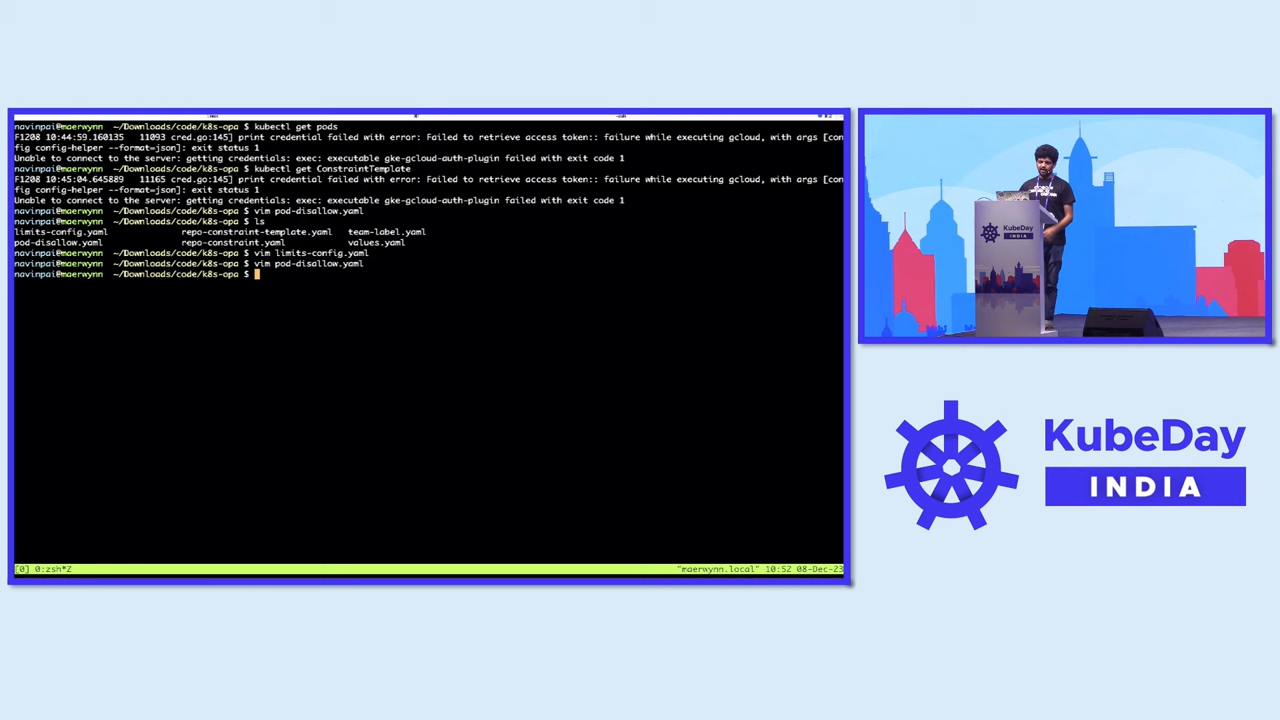 navinpai@maerwynn ~/Downloads/code/k8s-opa $ kubectl get pods
F1208 10:44:59.160135 11093 cred.go:145] print credential failed with error: Failed to retrieve access token:: failure while executing gcloud, with args [con
fig config-helper --format=json]: exit status 1
Unable to connect to the server: getting credentials: exec: executable gke-gcloud-auth-plugin failed with exit code 1
navinpai@maerwynn ~/Downloads/code/k8s-opa $ kubectl get ConstraintTemplate
F1208 10:45:04.645889 11165 cred.go:145] print credential failed with error: Failed to retrieve access token:: failure while executing gcloud, with args [con
fig config-helper --format=json]: exit status 1
Unable to connect to the server: getting credentials: exec: executable gke-gcloud-auth-plugin failed with exit code 1
navinpai@maerwynn ~/Downloads/code/k8s-opa $ vim pod-disallow.yaml
navinpai@maerwynn ~/Downloads/code/k8s-opa $ ls
limits-config.yaml repo-constraint-template.yaml team-label.yaml
pod-disallow.yaml repo-constraint.yaml values.yaml
navinpai@maerwynn ~/Downloads/code/k8s-opa $ vim limits-config.yaml
navinpai@maerwynn ~/Downloads/code/k8s-opa $ vim pod-disallow.yaml
navinpai@maerwynn ~/Downloads/code/k8s-opa $
[0] 0:zsh*Z "maerwynn.local" 10:52 08-Dec-23
KubeDay
INDIA
KubeDay
INDIA